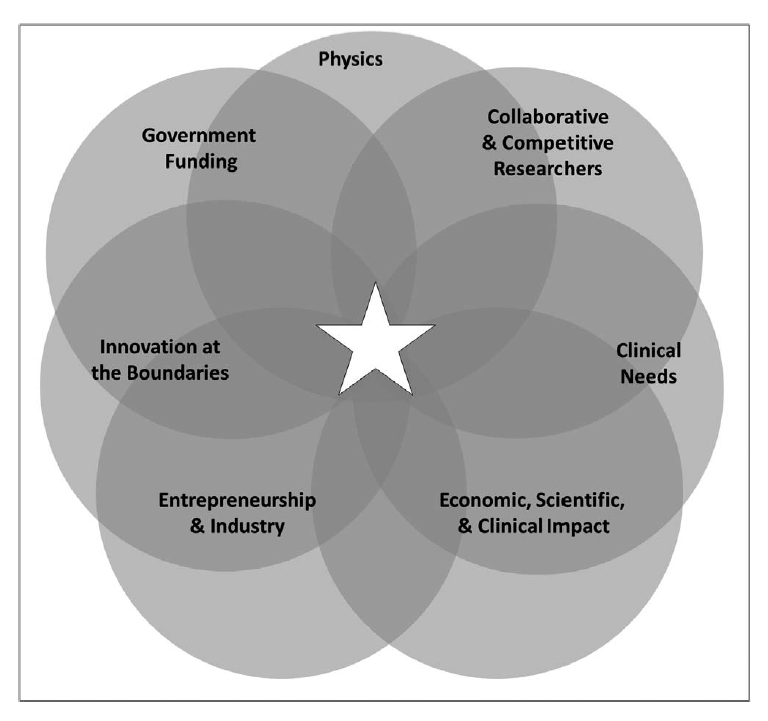 Physics
Government
Funding
Collaborative
& Competitive
Researchers
Innovation at
the Boundaries
Clinical
Needs
Entrepreneurship
& Industry
Economic, Scientific,
& Clinical Impact